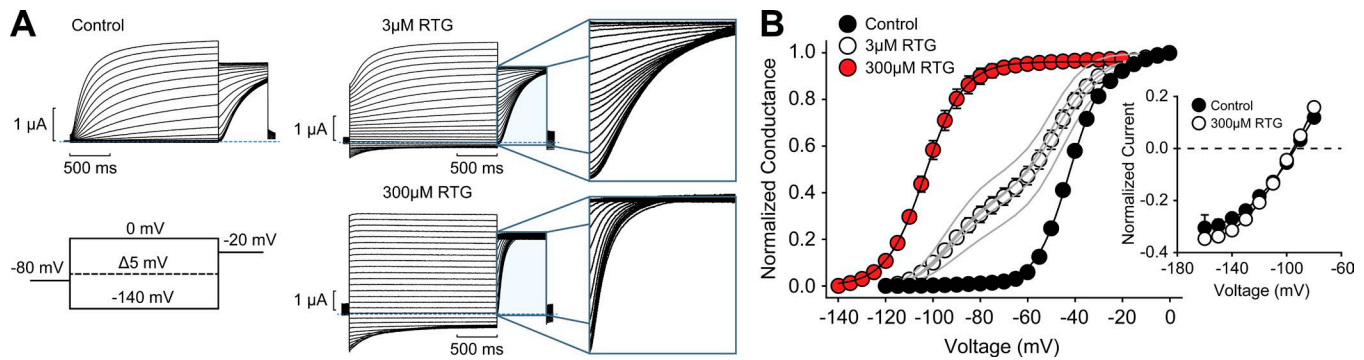 A
Control
1 μA
500 ms
0 mV
-20 mV
-80 mV
Δ5 mV
-140 mV
3μM RTG
1 μA
500 ms
300μM RTG
1 μA
500 ms
B
Control
3μM RTG
300μM RTG
Normalized Conductance
1.0
0.8
0.6
0.4
0.2
0.0
-140 -120 -100 -80 -60 -40 -20 0
Voltage (mV)
Control
300μM RTG
Normalized Current
0.2
0.0
-0.2
-0.4
-180 -140 -100 -60
Voltage (mV)